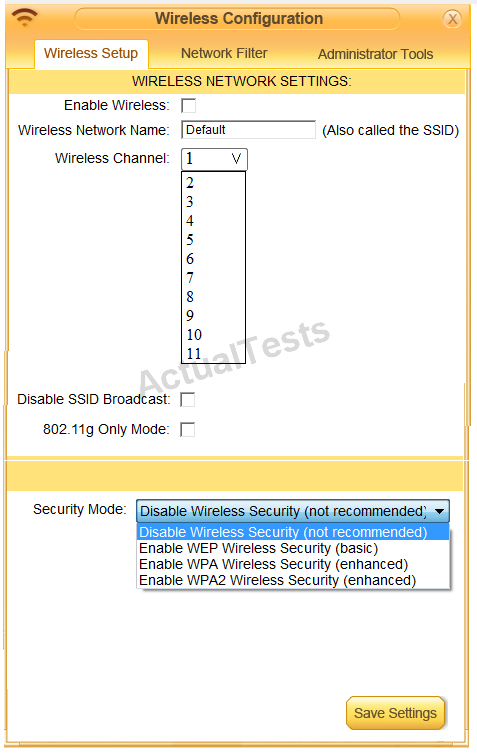 Wireless Configuration
X
Wireless Setup Network Filter Administrator Tools
WIRELESS NETWORK SETTINGS:
Enable Wireless:
Wireless Network Name: Default (Also called the SSID)
Wireless Channel: 1 V
2
3
4
5
6
7
8
9
10
11
ActualTests
Disable SSID Broadcast:
802.11g Only Mode:
Security Mode: Disable Wireless Security (not recommended)
Disable Wireless Security (not recommended)
Enable WEP Wireless Security (basic)
Enable WPA Wireless Security (enhanced)
Enable WPA2 Wireless Security (enhanced)
Save Settings